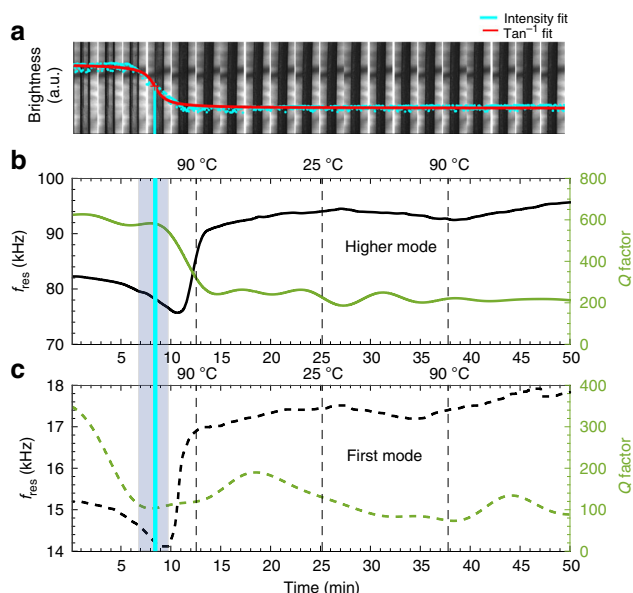 a
Intensity fit
Tan⁻¹ fit
Brightness
(a.u.)
b
90 °C 25 °C 90 °C
100
90
80
70
f_res (kHz)
Higher mode
800
600
400
200
0
Q factor
5 10 15 20 25 30 35 40 45 50
c
90 °C 25 °C 90 °C
18
17
16
15
14
f_res (kHz)
First mode
400
300
200
100
0
Q factor
5 10 15 20 25 30 35 40 45 50
Time (min)